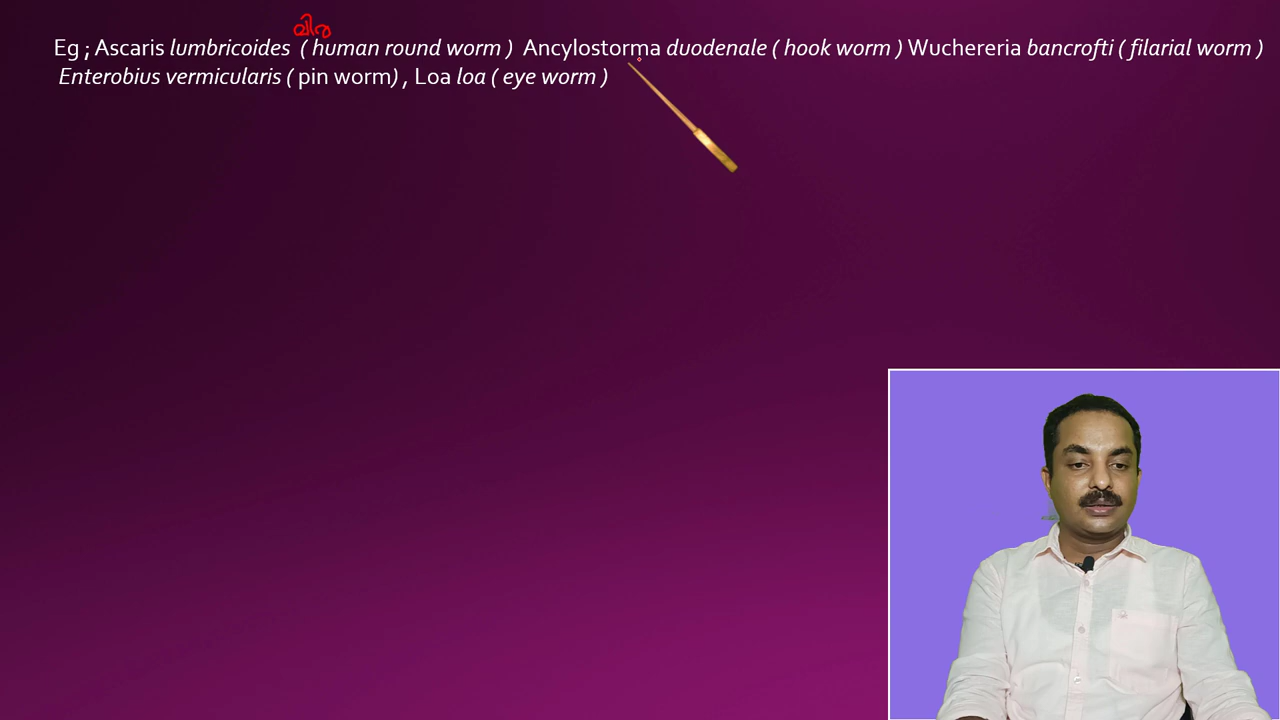 വിര
Eg ; Ascaris lumbricoides ( human round worm ) Ancylostorma duodenale ( hook worm ) Wuchereria bancrofti ( filarial worm )
Enterobius vermicularis ( pin worm) , Loa loa ( eye worm )